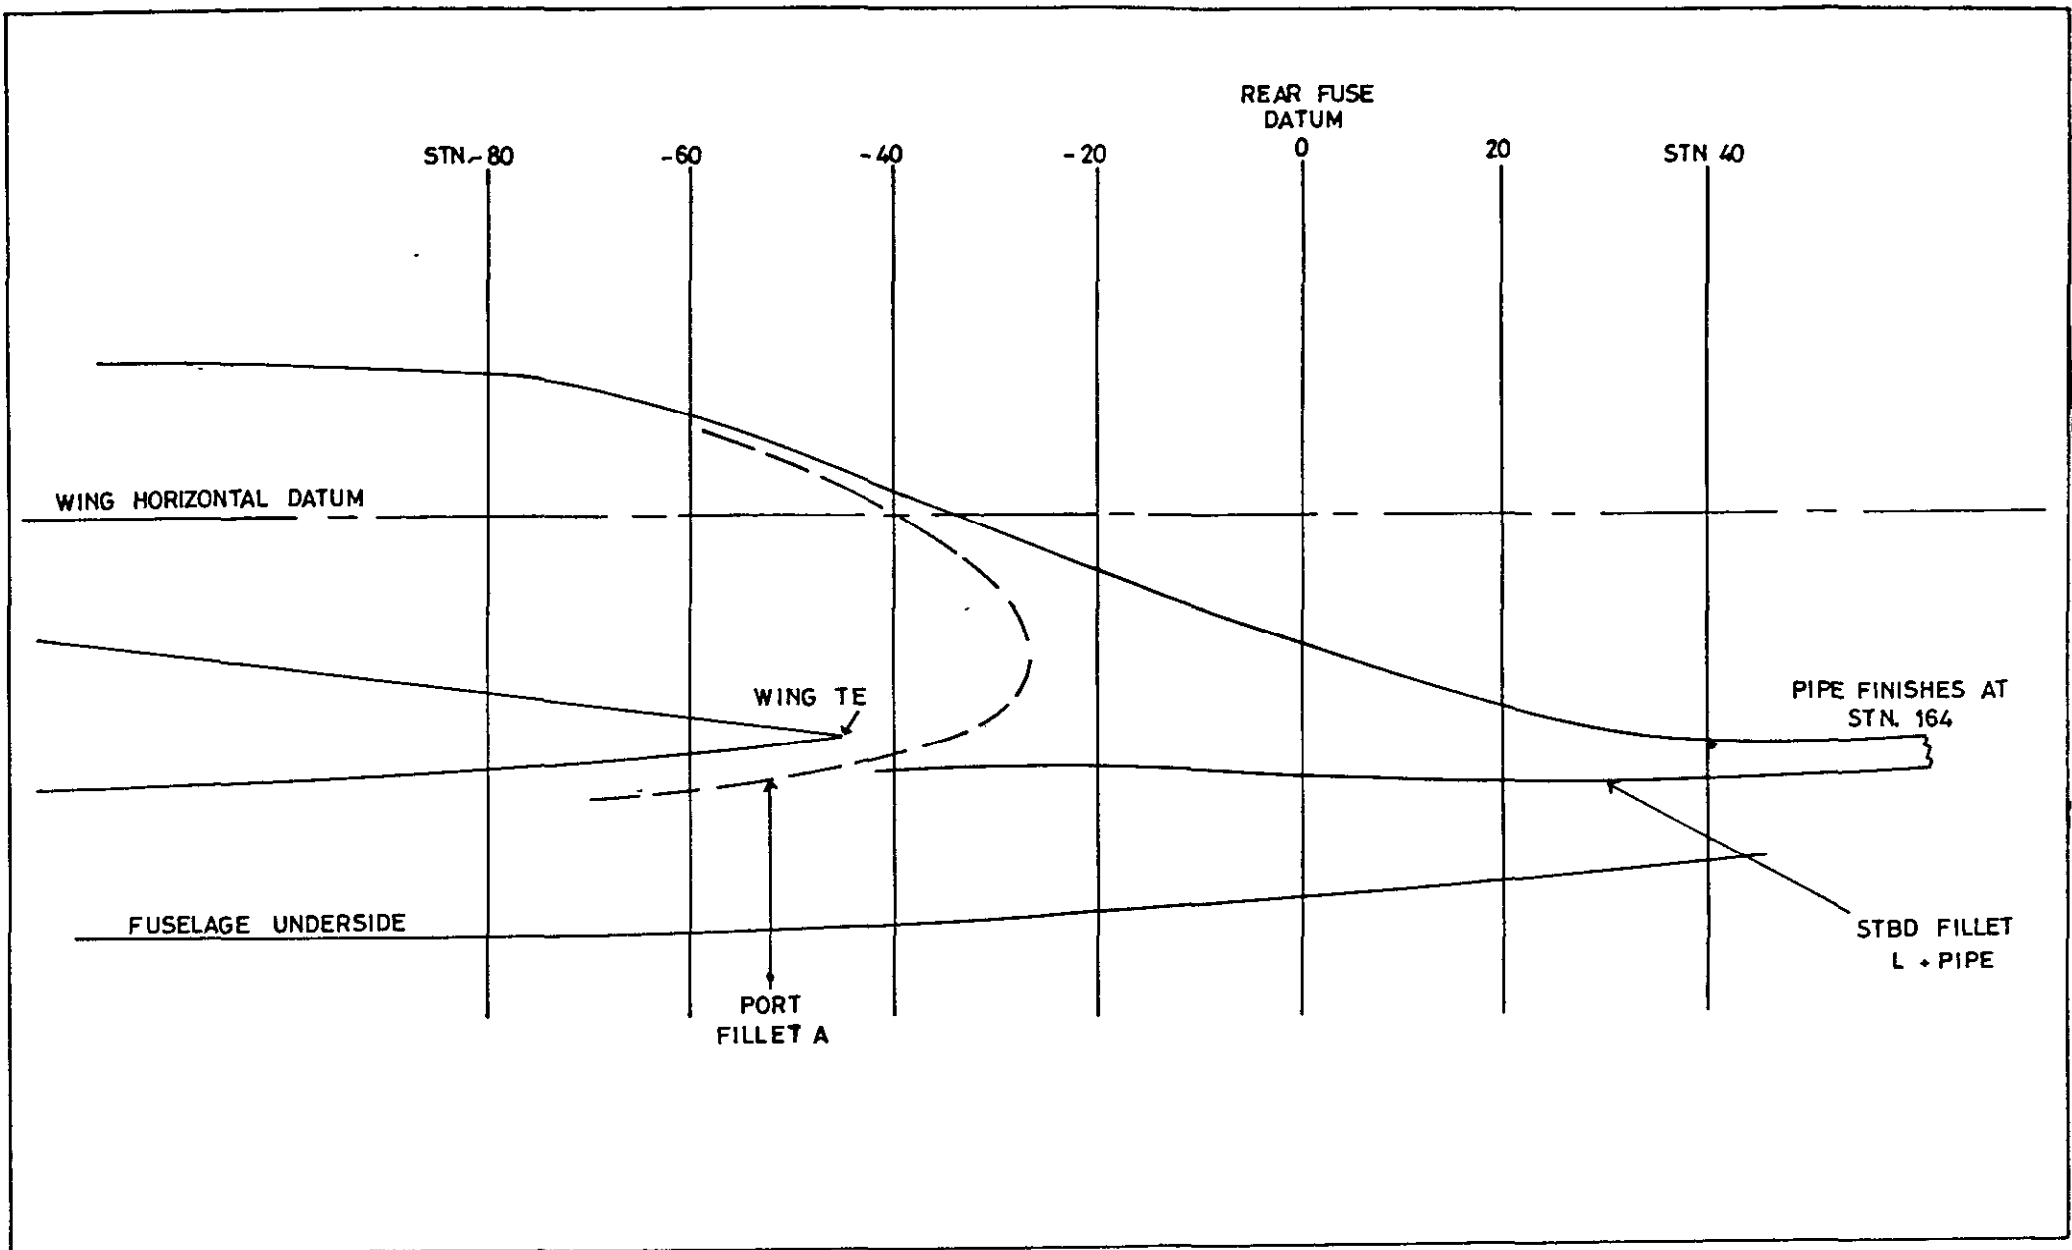 REAR FUSE
DATUM
STN.-80
-60
-40
-20
0
20
STN 40
WING HORIZONTAL DATUM
WING TE
PIPE FINISHES AT
STN. 164
FUSELAGE UNDERSIDE
STBD FILLET
L + PIPE
PORT
FILLET A